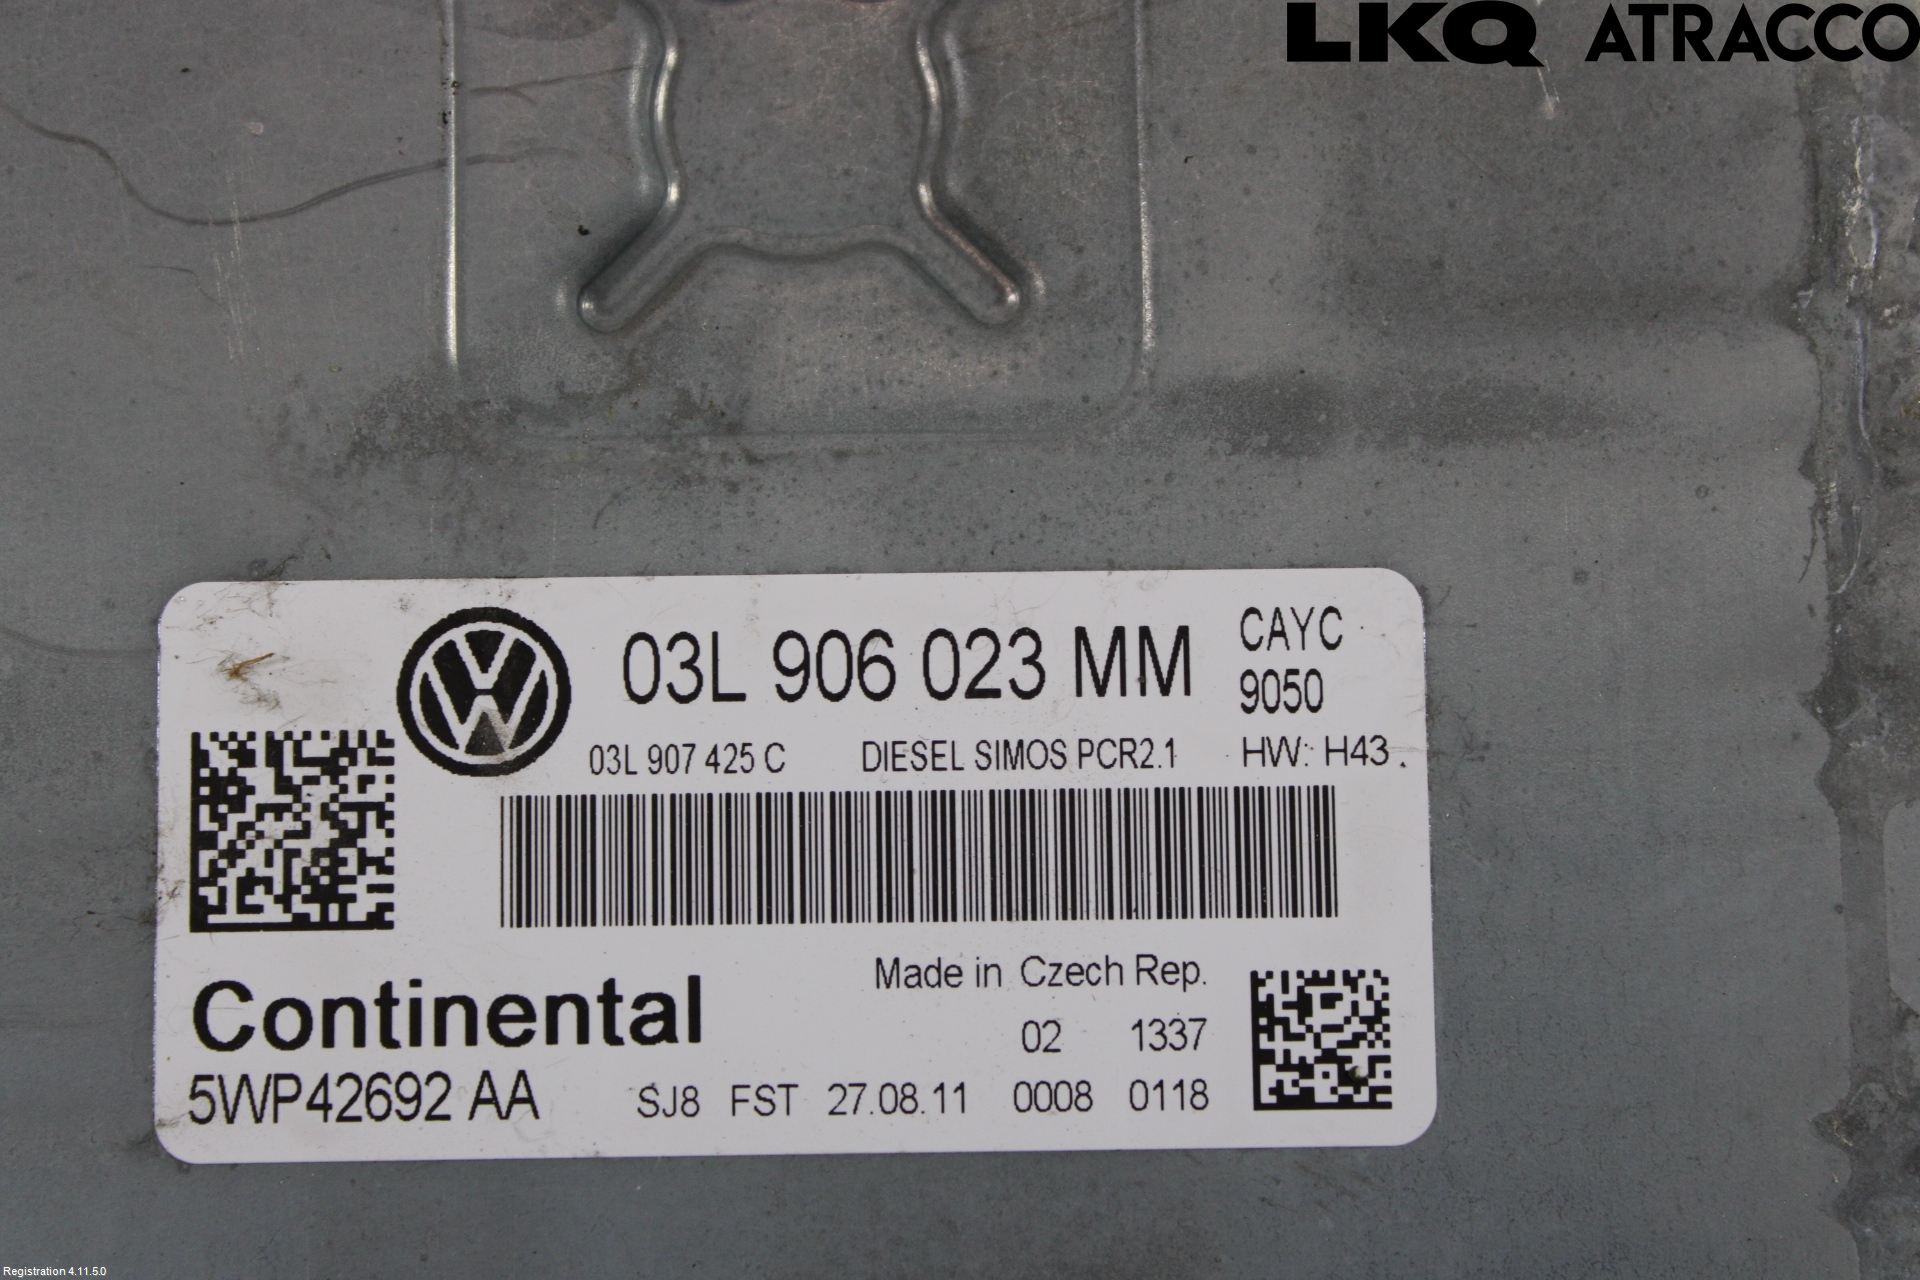 LKQ ATRACCO
03L 906 023 MM
CAYC
9050
03L 907 425 C DIESEL SIMOS PCR2.1 HW: H43
Made in Czech Rep.
Continental
02 1337
5WP42692 AA SJ8 FST 27.08.11 0008 0118
Registration 4.11.5.0